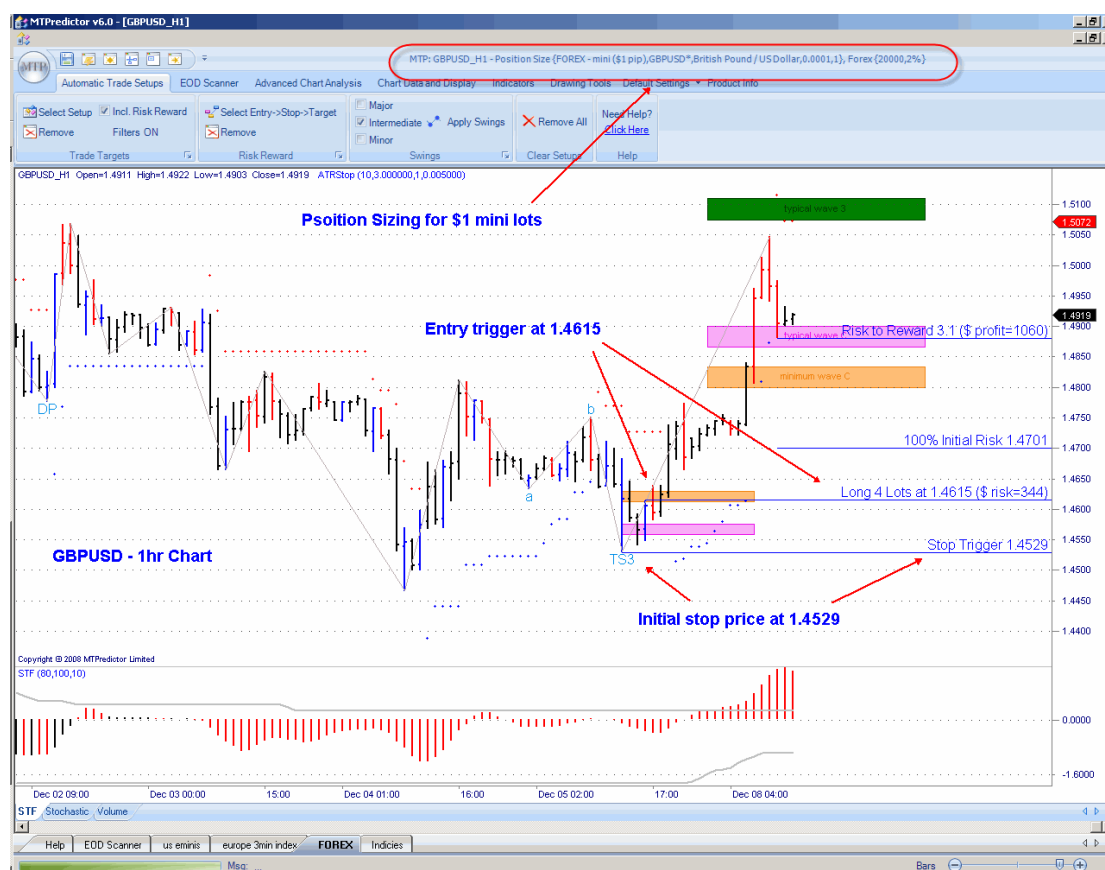 MTPredictor v6.0 - [GBPUSD_H1]
MTP
MTP: GBPUSD_H1 - Position Size {FOREX - mini ($1 pip),GBPUSD*,British Pound / US Dollar,0.0001,1}, Forex {20000,2%}
Automatic Trade Setups EOD Scanner Advanced Chart Analysis Chart Data and Display Indicators Drawing Tools Default Settings Product Info
Select Setup Incl. Risk Reward
Remove Filters ON
Trade Targets
Select Entry->Stop->Target
Remove
Risk Reward
Major
Intermediate Apply Swings
Minor
Swings
Remove All
Clear Setups
Need Help?
Click Here
Help
GBPUSD_H1 Open=1.4911 High=1.4922 Low=1.4903 Close=1.4919 ATRStop (10,3.000000,1,0.005000)
typical wave 3
1.5100
Psoition Sizing for $1 mini lots
1.5072
1.5050
1.5000
1.4950
1.4919
Entry trigger at 1.4615
typical wave
Risk to Reward 3.1 ($ profit=1060)
1.4900
1.4850
minimum wave C
1.4800
DP
b
1.4750
100% Initial Risk 1.4701
1.4700
a
1.4650
Long 4 Lots at 1.4615 ($ risk=344)
1.4600
GBPUSD - 1hr Chart
TS3
Stop Trigger 1.4529
1.4550
1.4500
Initial stop price at 1.4529
1.4450
1.4400
Copyright © 2008 MTPredictor Limited
STF (80,100,10)
0.0000
-1.6000
Dec 02 09:00 Dec 03 00:00 15:00 Dec 04 01:00 16:00 Dec 05 02:00 17:00 Dec 08 04:00
STF Stochastic Volume
Help EOD Scanner us eminis europe 3min index FOREX Indicies
Msg: ...
Bars